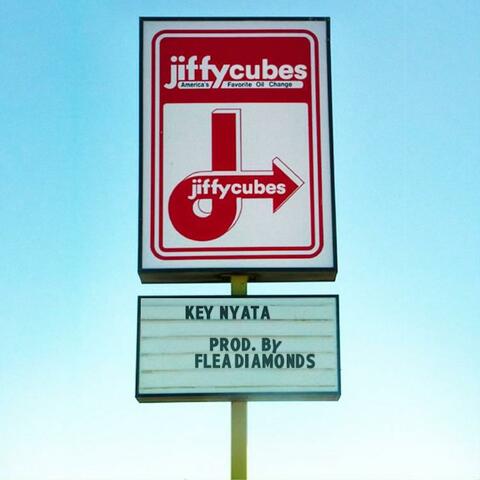 jiffycubes
America's Favorite Oil Change
jiffycubes
KEY NYATA
PROD. By
FLEA DIAMONDS